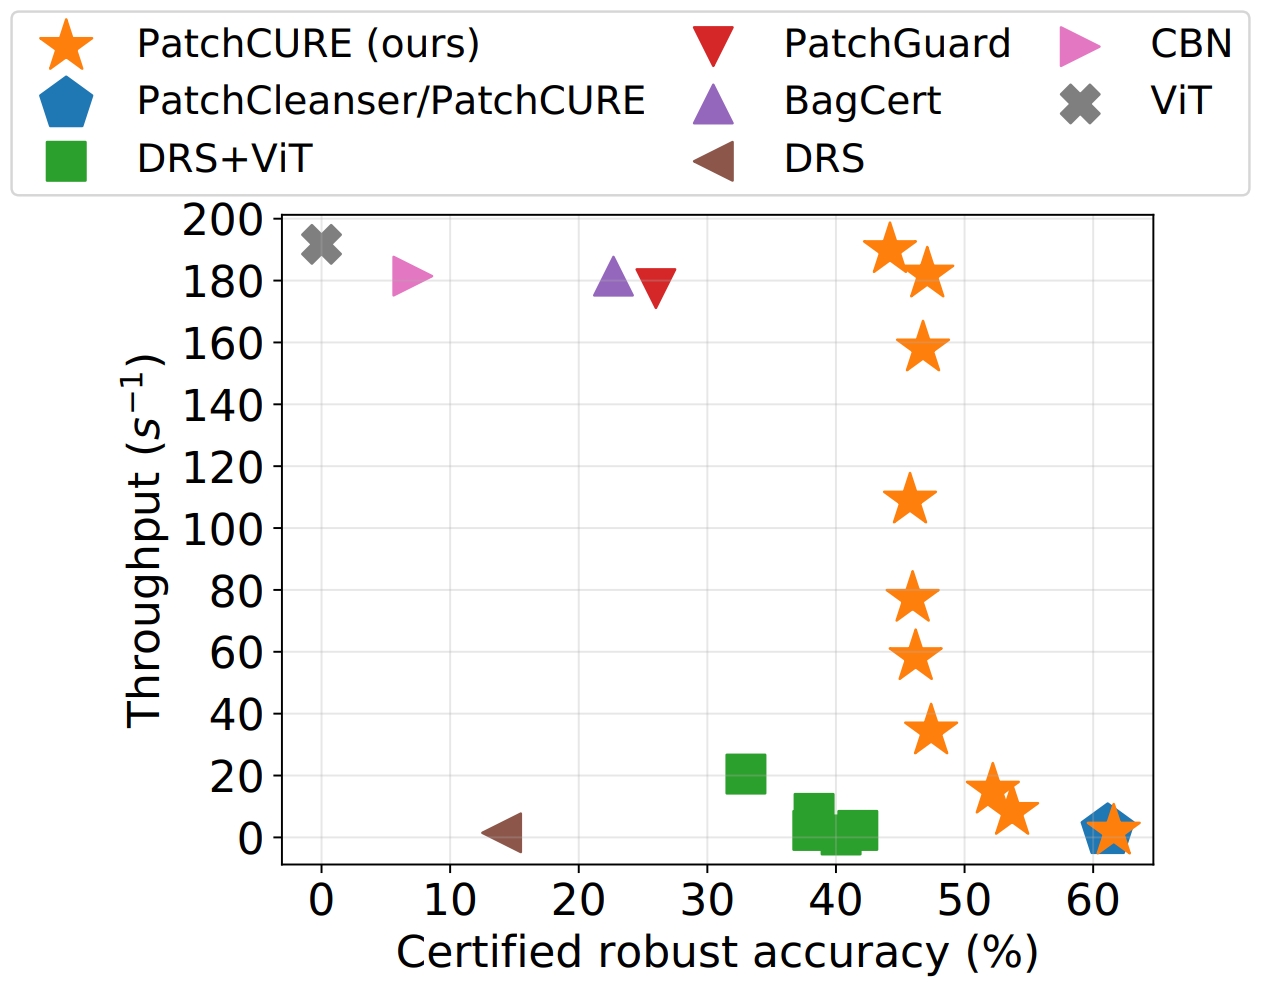 PatchCURE (ours) PatchGuard CBN
PatchCleanser/PatchCURE BagCert ViT
DRS+ViT DRS
200
180
160
140
120
100
80
60
40
20
0
Throughput (s⁻¹)
0 10 20 30 40 50 60
Certified robust accuracy (%)